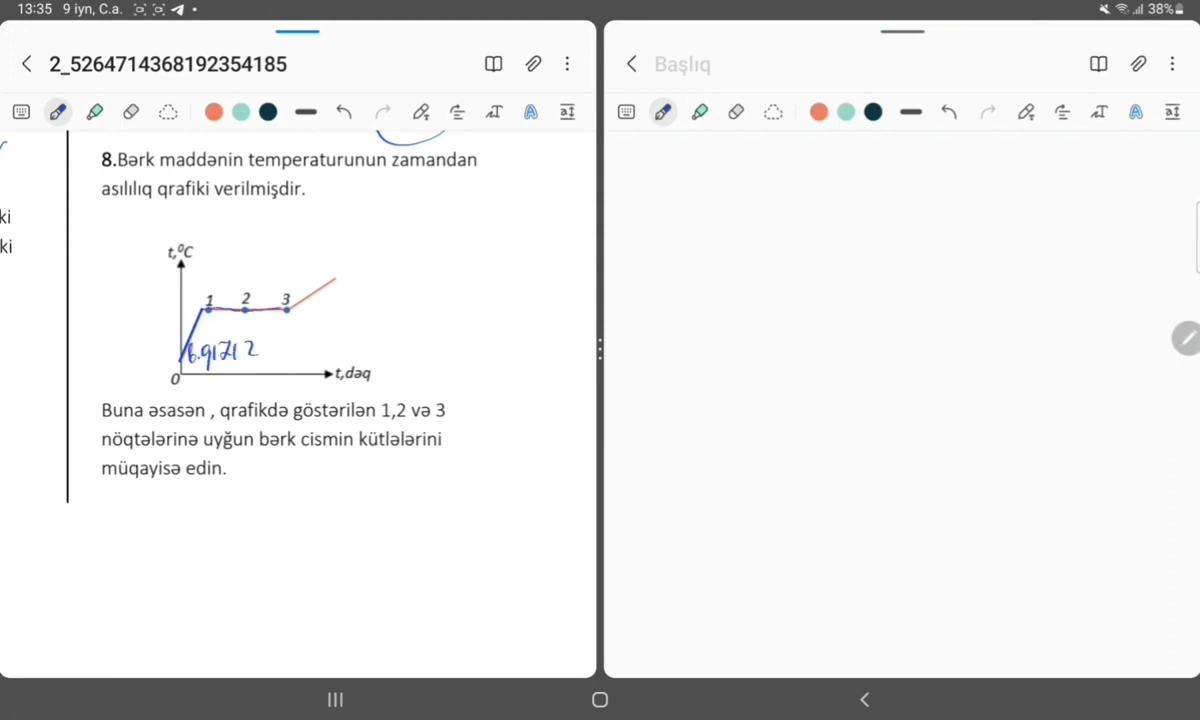 13:35 9 iyn, C.a. 38%
2_5264714368192354185
Başlıq
ki
ki
8.Bərk maddənin temperaturunun zamandan
asılılıq qrafiki verilmişdir.
t,⁰C
1 2 3
0
t,dəq
Buna əsasən , qrafikdə göstərilən 1,2 və 3
nöqtələrinə uyğun bərk cismin kütlələrini
müqayisə edin.